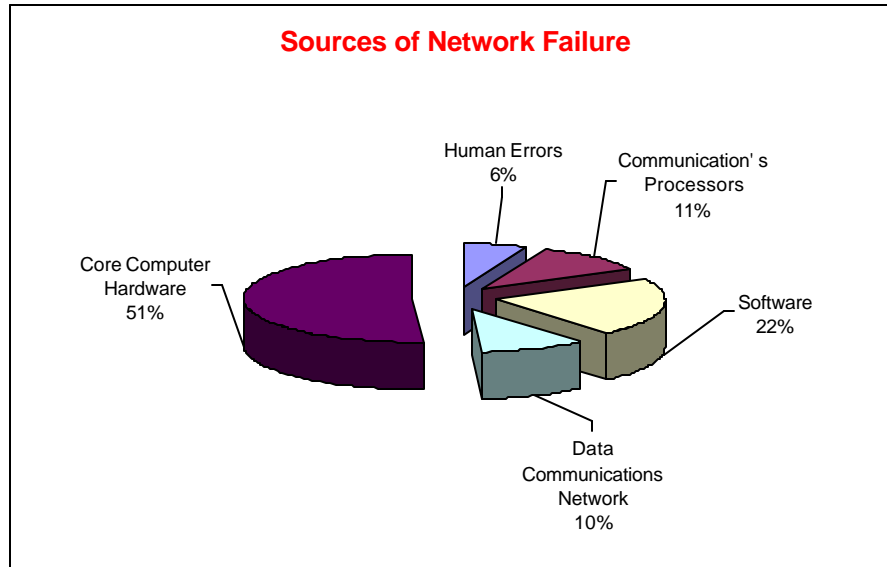 Sources of Network Failure
Human Errors
6%
Communication' s
Processors
11%
Core Computer
Hardware
51%
Software
22%
Data
Communications
Network
10%